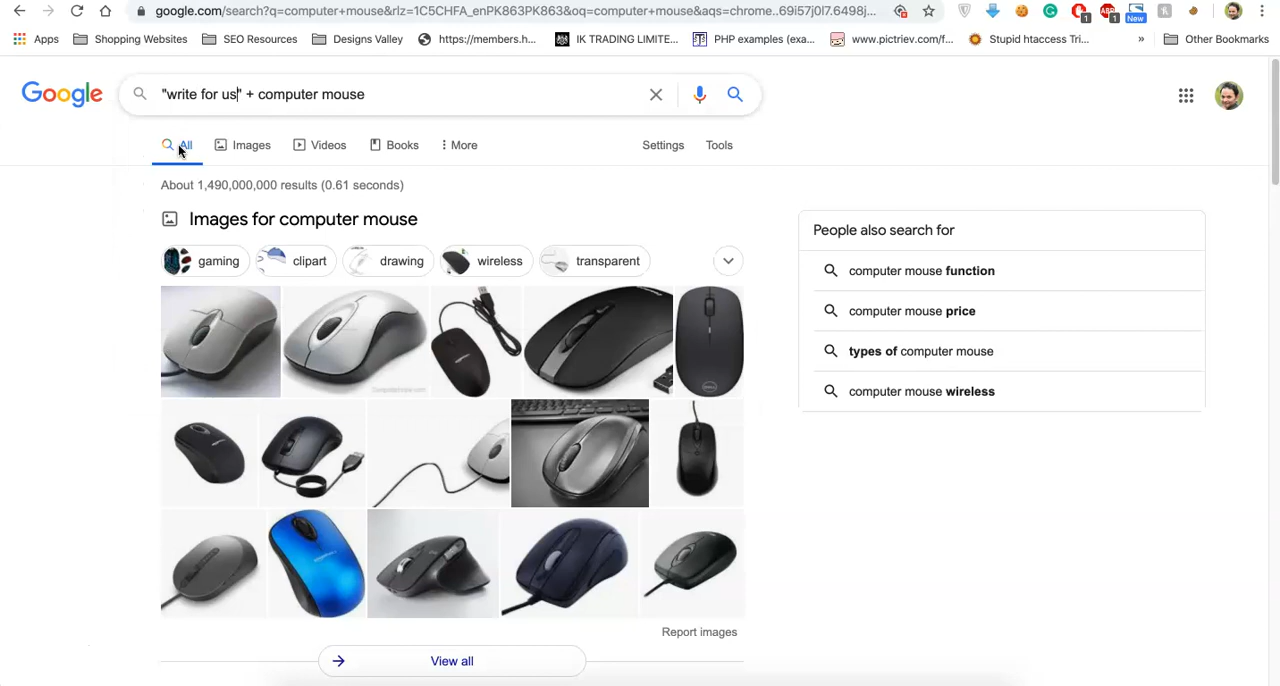 google.com/search?q=computer+mouse&rlz=1C5CHFA_enPK863PK863&oq=computer+mouse&aqs=chrome..69i57j0l7.6498j...
1
1
New
Apps
Shopping Websites
SEO Resources
Designs Valley
https://members.h...
IK TRADING LIMITE...
PHP examples (exa...
www.pictriev.com/f...
Stupid htaccess Tri...
»
Other Bookmarks
Google
"write for us" + computer mouse
All
Images
Videos
Books
More
Settings
Tools
About 1,490,000,000 results (0.61 seconds)
Images for computer mouse
People also search for
gaming
clipart
drawing
wireless
transparent
computer mouse function
computer mouse price
types of computer mouse
computer mouse wireless
Report images
View all